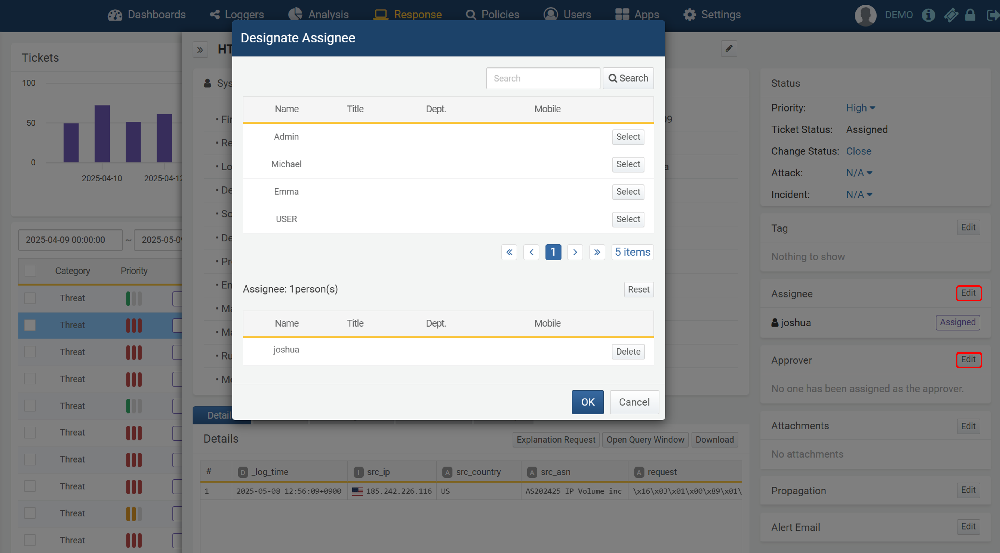 Dashboards
Loggers
Analysis
Response
Policies
Users
Apps
Settings
DEMO
Tickets
100
50
0
2025-04-10
2025-04-12
2025-04-09 00:00:00
~
2025-05-09
Category
Priority
Threat
Threat
Threat
Threat
Threat
Threat
Threat
Threat
Threat
Threat
HT
Sys
• Fir
• Re
• Lo
• De
• So
• De
• Pr
• Em
• Ma
• Ma
• Ru
• Me
09
a
Designate Assignee
Search
Search
Name Title Dept. Mobile
Admin Select
Michael Select
Emma Select
USER Select
« < 1 > » 5 items
Assignee: 1person(s)
Reset
Name Title Dept. Mobile
joshua Delete
OK
Cancel
Details
Details
Explanation Request
Open Query Window
Download
# D _log_time I src_ip A src_country A src_asn A request
1 2025-05-08 12:56:09+0900 185.242.226.116 US AS202425 IP Volume inc \x16\x03\x01\x00\x89\x01\
Status
Priority: High
Ticket Status: Assigned
Change Status: Close
Attack: N/A
Incident: N/A
Tag Edit
Nothing to show
Assignee Edit
joshua Assigned
Approver Edit
No one has been assigned as the approver.
Attachments Edit
No attachments
Propagation Edit
Alert Email Edit